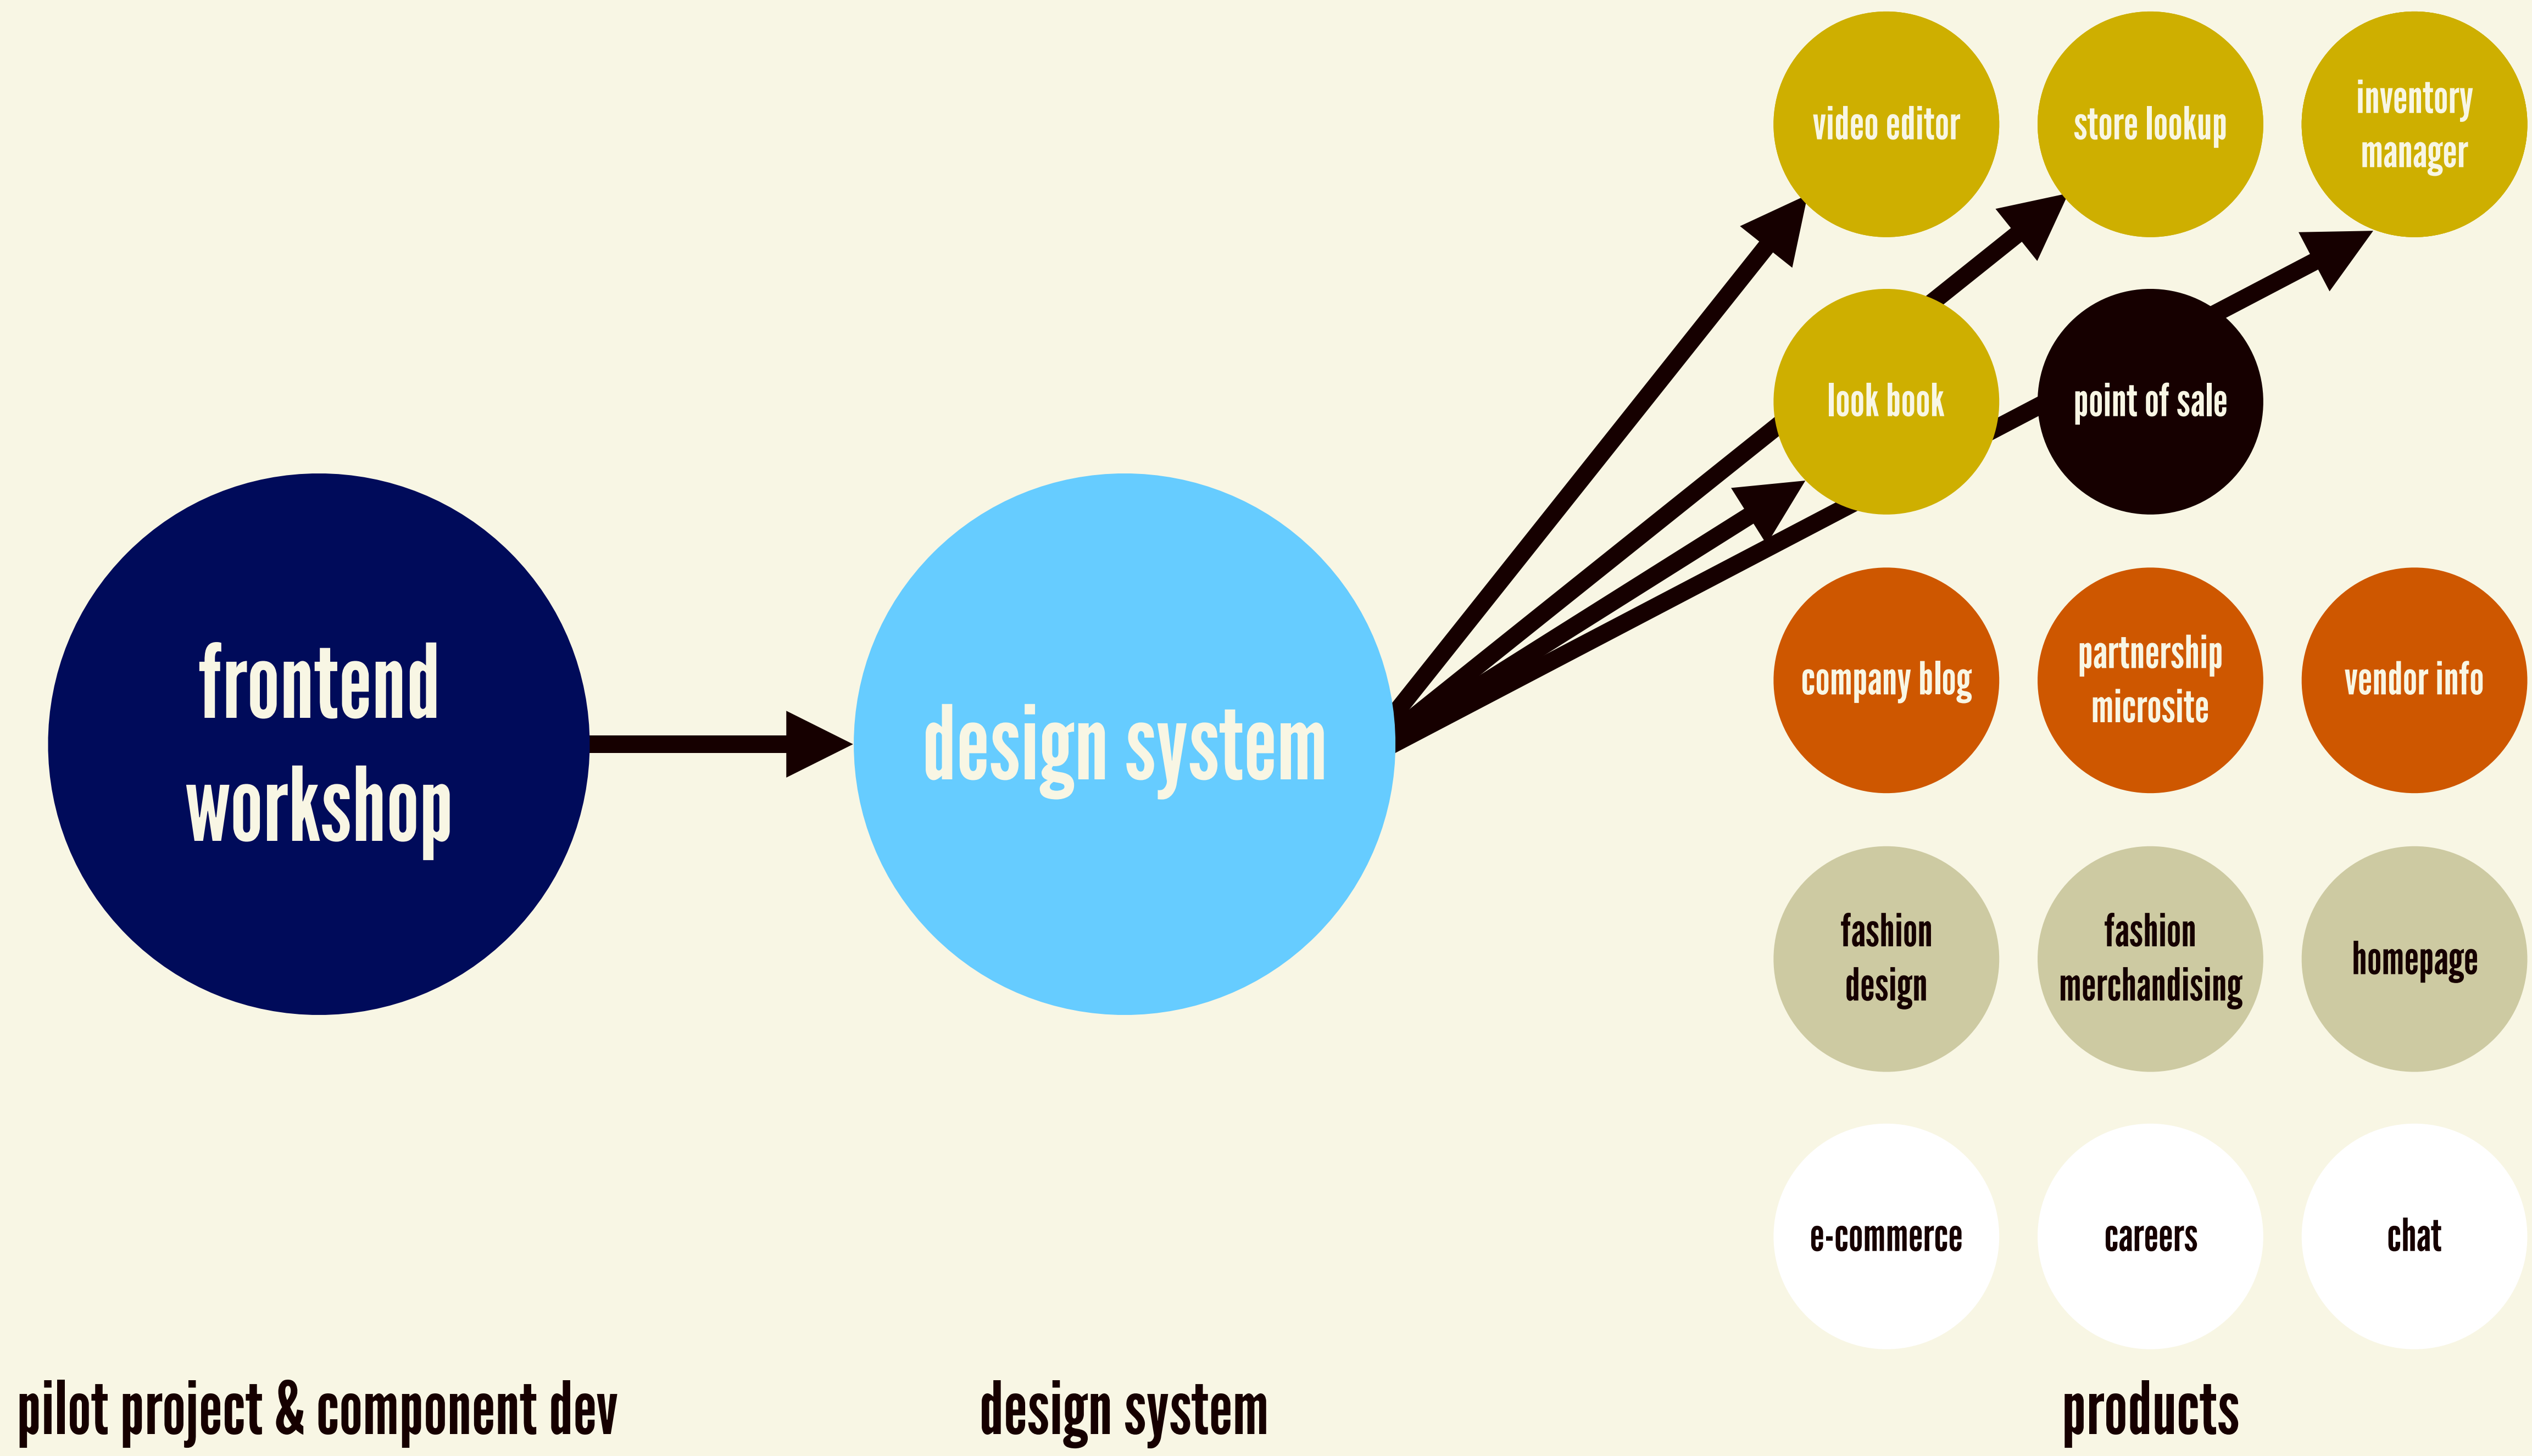 video editor
store lookup
inventory
manager
look book
point of sale
frontend
workshop
design system
company blog
partnership
microsite
vendor info
fashion
design
fashion
merchandising
homepage
e-commerce
careers
chat
pilot project & component dev
design system
products